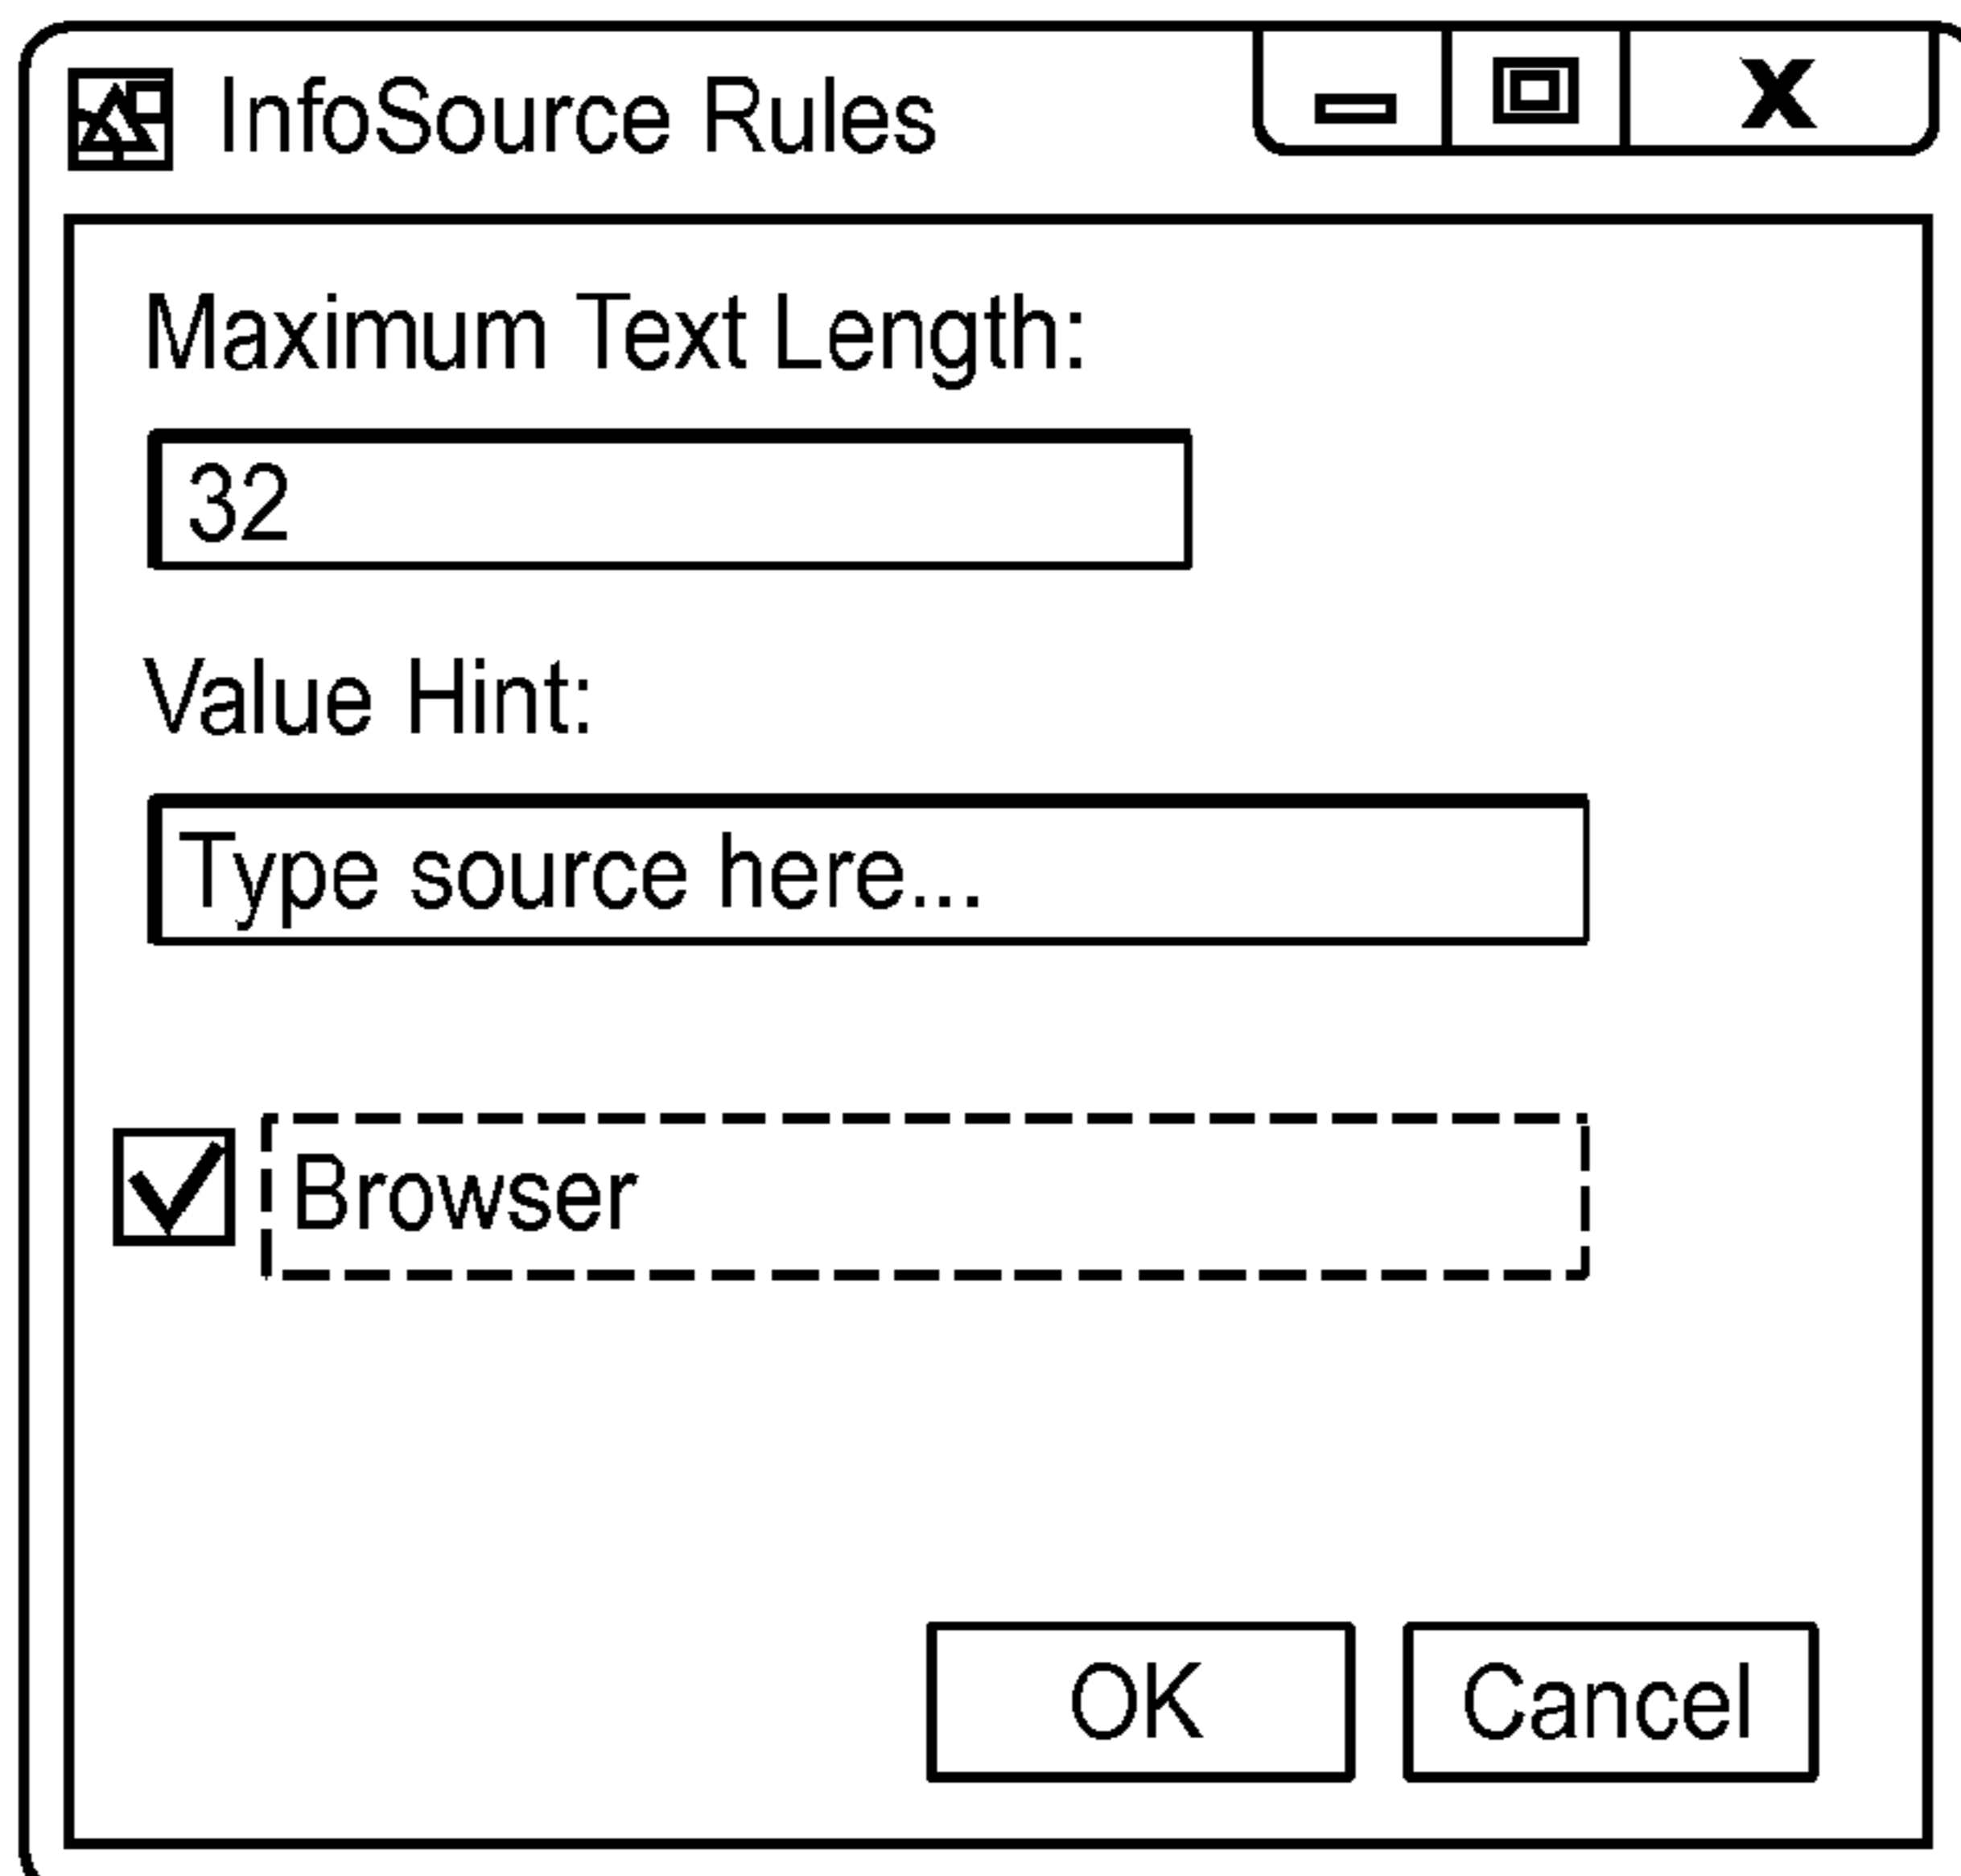 InfoSource Rules
Maximum Text Length:
32
Value Hint:
Type source here...
Browser
OK Cancel